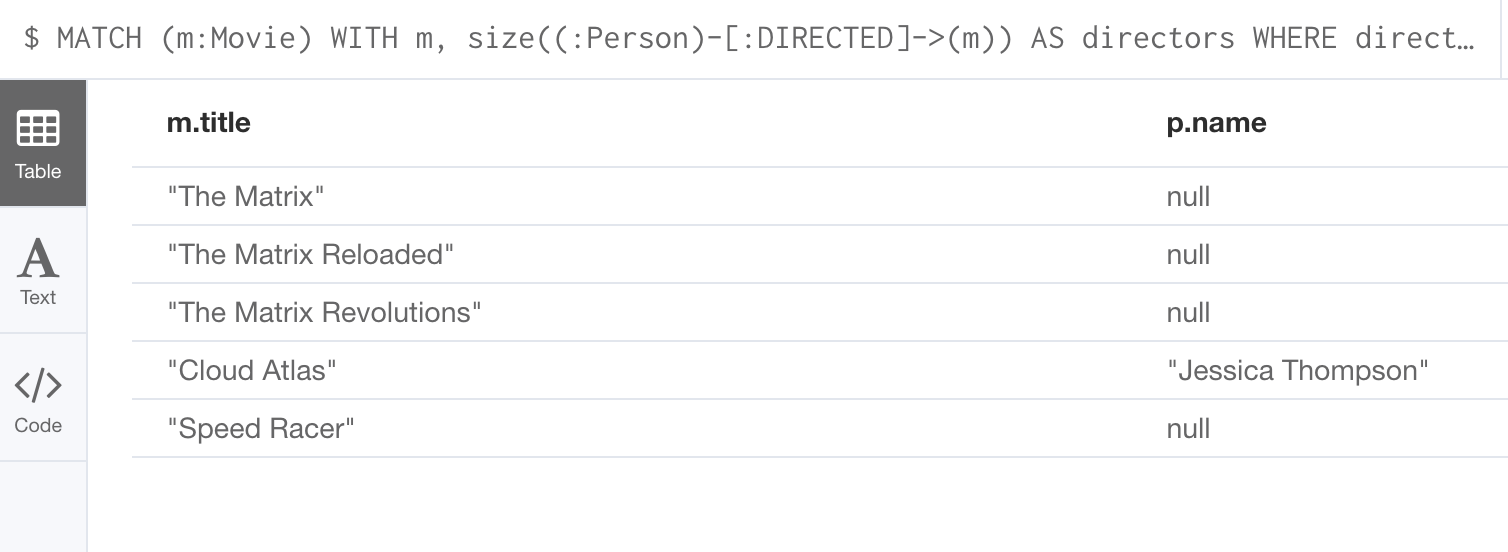 $ MATCH (m:Movie) WITH m, size((:Person)-[:DIRECTED]->(m)) AS directors WHERE direct…
m.title p.name
Table
"The Matrix" null
"The Matrix Reloaded" null
Text
"The Matrix Revolutions" null
"Cloud Atlas" "Jessica Thompson"
Code
"Speed Racer" null